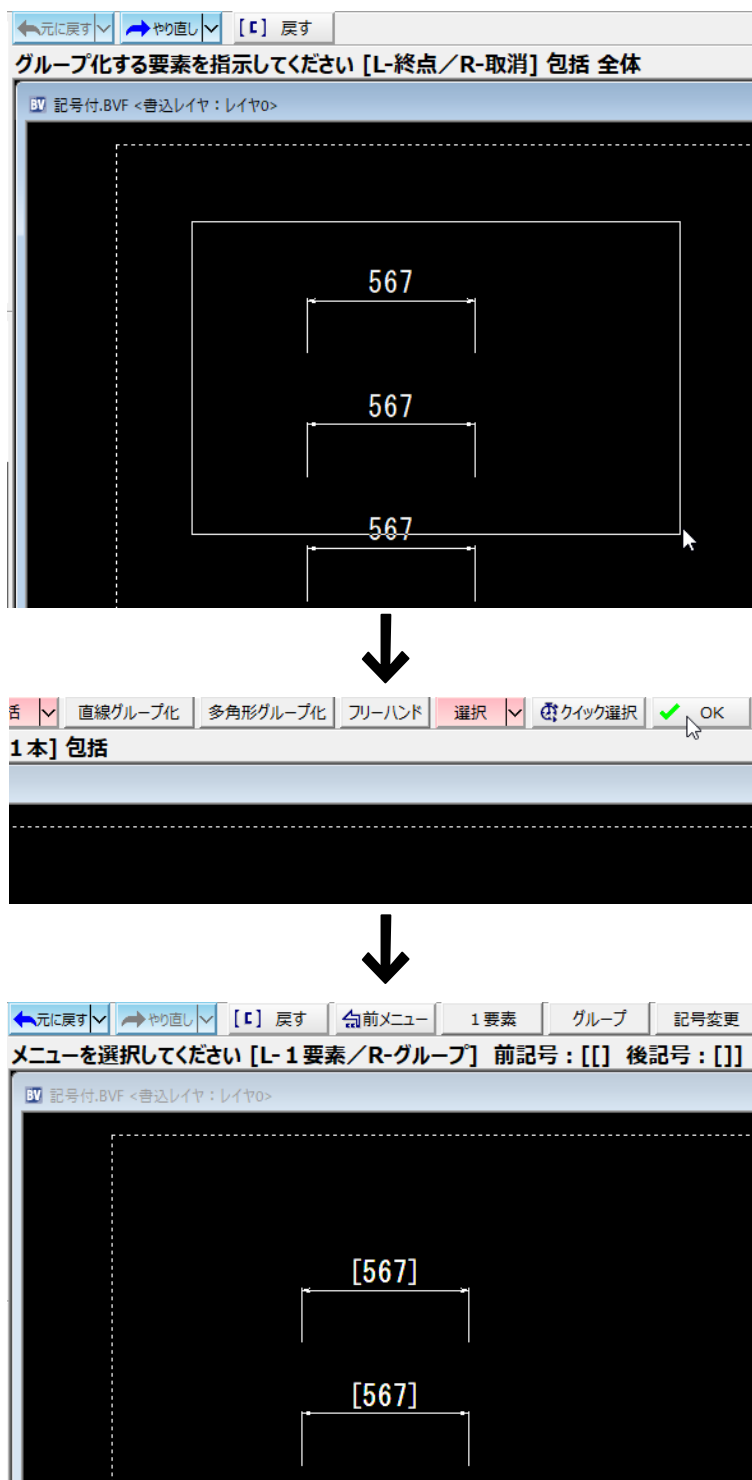 元に戻す やり直し [ [ ] 戻す
グループ化する要素を指示してください [L-終点/R-取消] 包括 全体
BV 記号付.BVF <書込レイヤ:レイヤ0>
567
567
567
括 直線グループ化 多角形グループ化 フリーハンド 選択 クイック選択 OK
1本] 包括
元に戻す やり直し [ [ ] 戻す 前メニュー 1要素 グループ 記号変更
メニューを選択してください [L-1要素/R-グループ] 前記号:[[] 後記号:[]]
BV 記号付.BVF <書込レイヤ:レイヤ0>
[567]
[567]